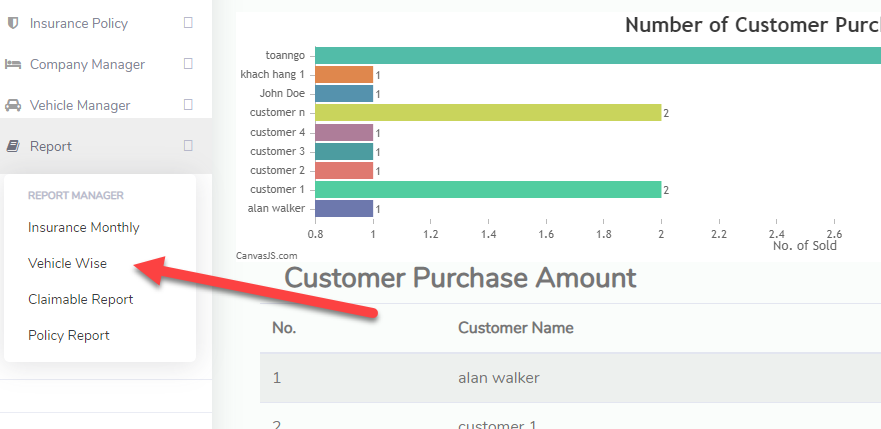 Insurance Policy
Company Manager
Vehicle Manager
Report
REPORT MANAGER
Insurance Monthly
Vehicle Wise
Claimable Report
Policy Report
Number of Customer Purc
toanngo
khach hang 1
1
John Doe
1
customer n
2
customer 4
1
customer 3
1
customer 2
1
customer 1
2
alan walker
1
0.8 1 1.2 1.4 1.6 1.8 2 2.2 2.4 2.6
No. of Sold
CanvasJS.com
Customer Purchase Amount
No. Customer Name
1 alan walker
2 customer 1